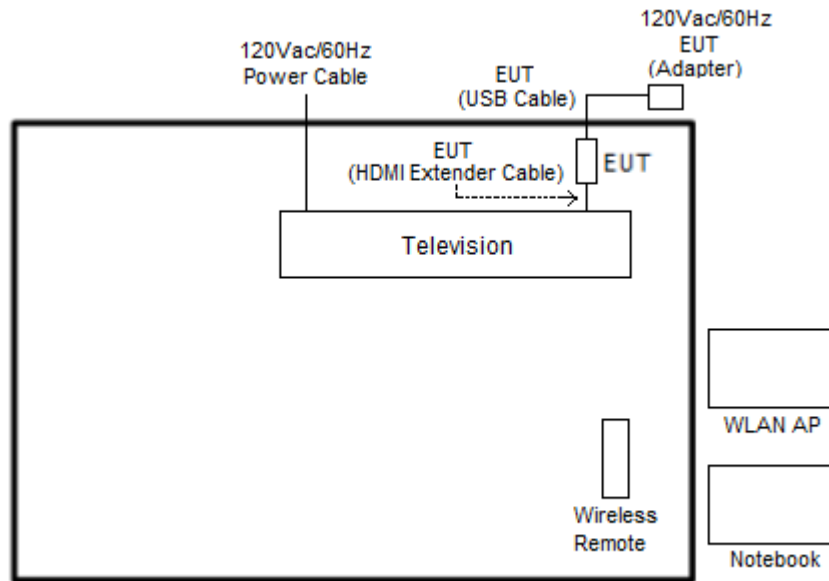 120Vac/60Hz
EUT
(Adapter)
120Vac/60Hz
Power Cable
EUT
(USB Cable)
EUT
(HDMI Extender Cable)
EUT
Television
WLAN AP
Wireless
Remote
Notebook